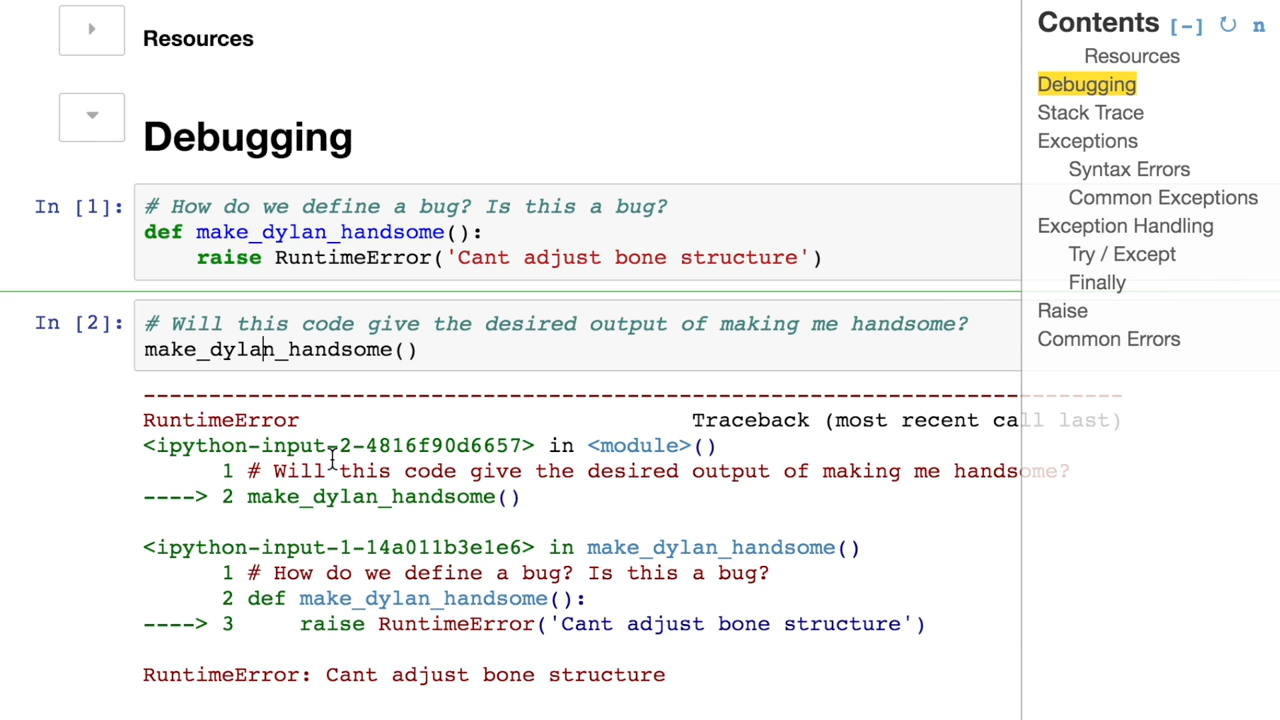 Resources
Debugging
In [1]:
# How do we define a bug? Is this a bug?
def make_dylan_handsome():
    raise RuntimeError('Cant adjust bone structure')
In [2]:
# Will this code give the desired output of making me handsome?
make_dylan_handsome()
---------------------------------------------------------------------------
RuntimeError                              Traceback (most recent call last)
<ipython-input-2-4816f90d6657> in <module>()
      1 # Will this code give the desired output of making me handsome?
----> 2 make_dylan_handsome()
<ipython-input-1-14a011b3e1e6> in make_dylan_handsome()
      1 # How do we define a bug? Is this a bug?
      2 def make_dylan_handsome():
----> 3     raise RuntimeError('Cant adjust bone structure')
RuntimeError: Cant adjust bone structure
Contents [-] ↻ n
Resources
Debugging
Stack Trace
Exceptions
Syntax Errors
Common Exceptions
Exception Handling
Try / Except
Finally
Raise
Common Errors